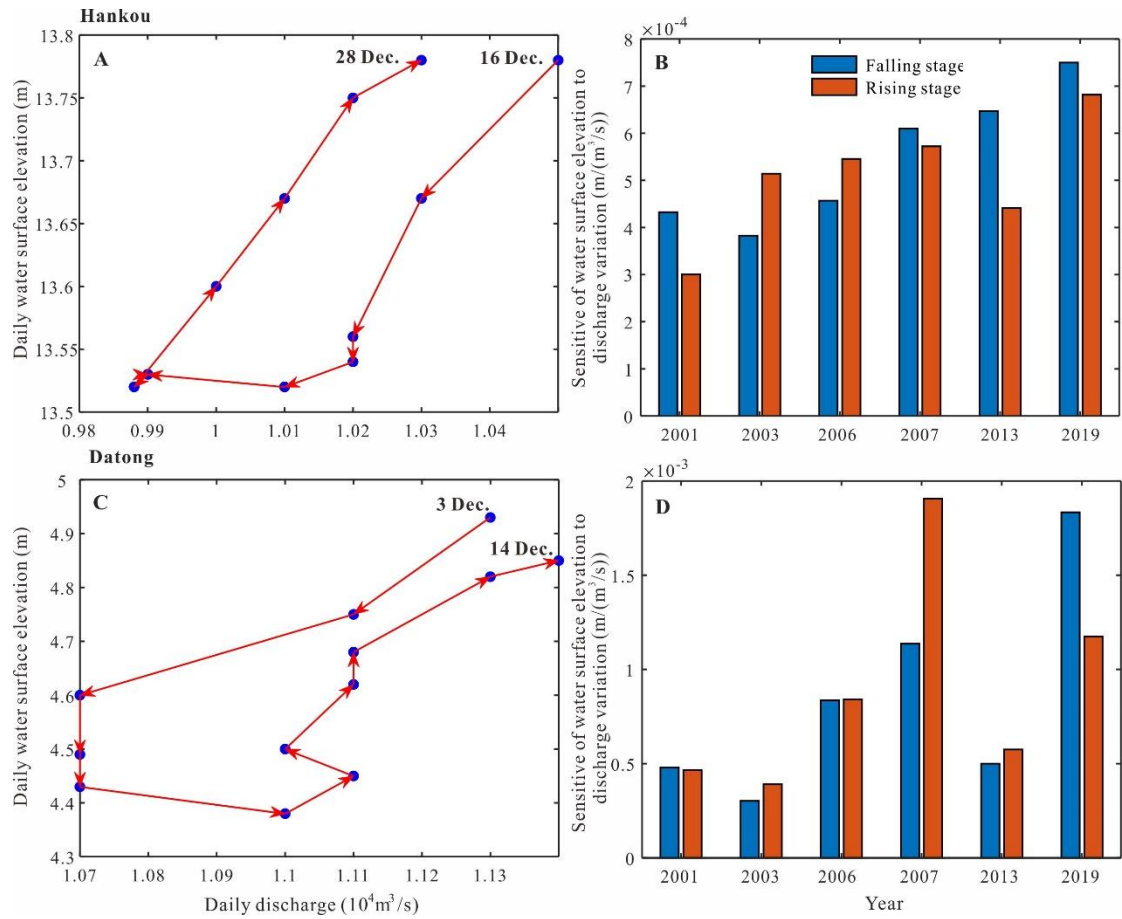 Hankou
A
28 Dec.
16 Dec.
13.8
13.75
13.7
13.65
13.6
13.55
13.5
Daily water surface elevation (m)
0.98
0.99
1
1.01
1.02
1.03
1.04
×10⁻⁴
B
Falling stage
Rising stage
8
7
6
5
4
3
2
1
0
Sensitive of water surface elevation to
discharge variation (m/(m³/s))
2001
2003
2006
2007
2013
2019
Datong
C
3 Dec.
14 Dec.
5
4.9
4.8
4.7
4.6
4.5
4.4
4.3
Daily water surface elevation (m)
1.07
1.08
1.09
1.1
1.11
1.12
1.13
Daily discharge (10⁴m³/s)
×10⁻³
D
2
1.5
1
0.5
0
Sensitive of water surface elevation to
discharge variation (m/(m³/s))
2001
2003
2006
2007
2013
2019
Year